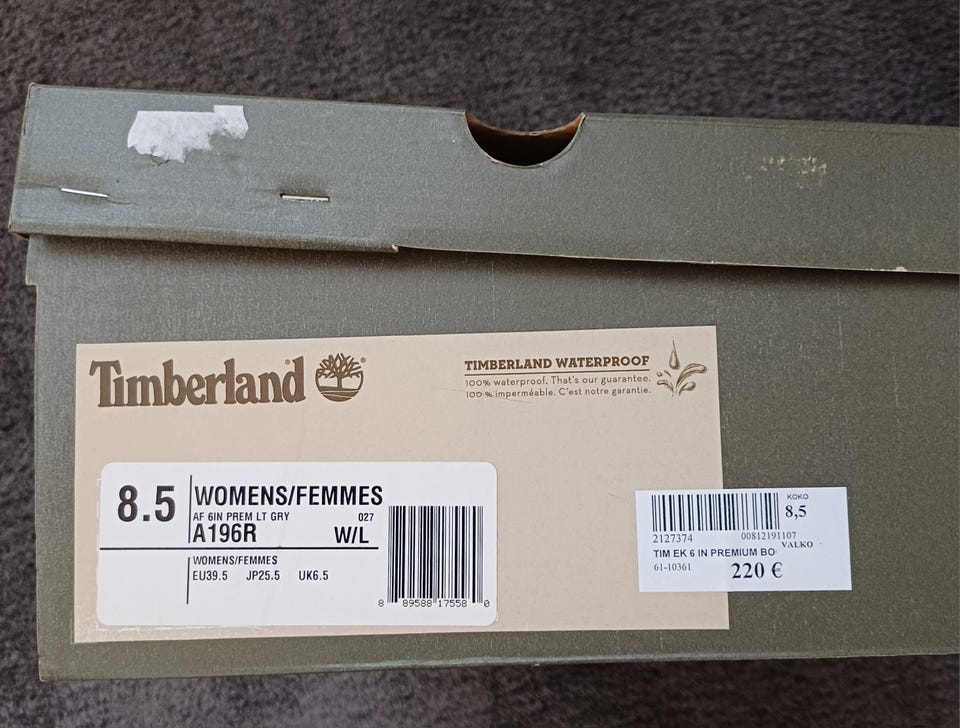 Timberland
TIMBERLAND WATERPROOF
100% waterproof. That's our guarantee.
100 % imperméable. C'est notre garantie.
8.5
WOMENS/FEMMES
AF 6IN PREM LT GRY 027
A196R W/L
WOMENS/FEMMES
EU39.5 JP25.5 UK6.5
8 89588 17558 0
KOKO
8,5
2127374 00812191107
VALKO
TIM EK 6 IN PREMIUM BO
61-10361 220 €